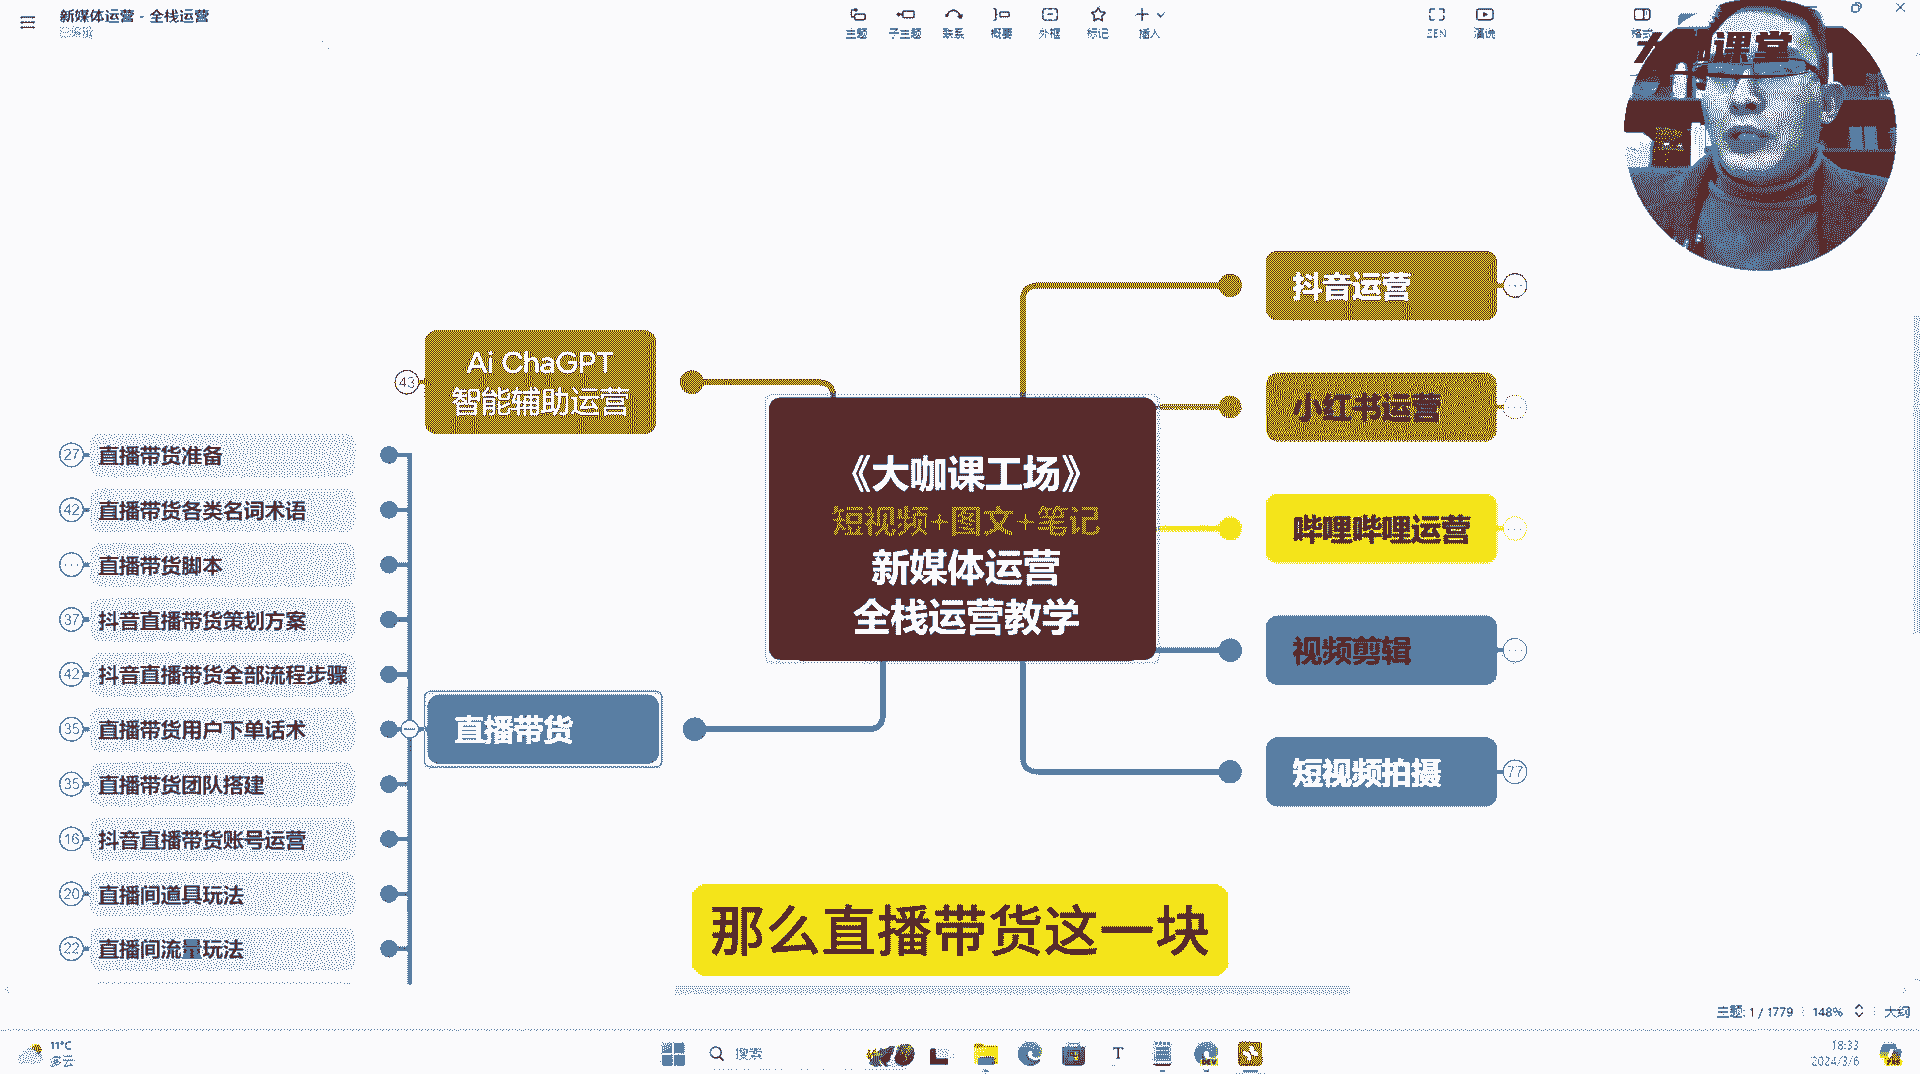 新媒体运营 - 全栈运营
已编辑
主题
子主题
联系
概要
外框
标记
插入
ZEN
演说
格式
课堂
抖音运营
小红书运营
哔哩哔哩运营
视频剪辑
短视频拍摄
77
《大咖课工场》
短视频+图文+笔记
新媒体运营
全栈运营教学
Ai ChaGPT
智能辅助运营
43
直播带货
27
直播带货准备
42
直播带货各类名词术语
直播带货脚本
37
抖音直播带货策划方案
42
抖音直播带货全部流程步骤
35
直播带货用户下单话术
35
直播带货团队搭建
16
抖音直播带货账号运营
20
直播间道具玩法
22
直播间流量玩法
那么直播带货这一块
主题: 1 / 1779
148%
大纲
11°C
多云
搜索
18:33
2024/3/6